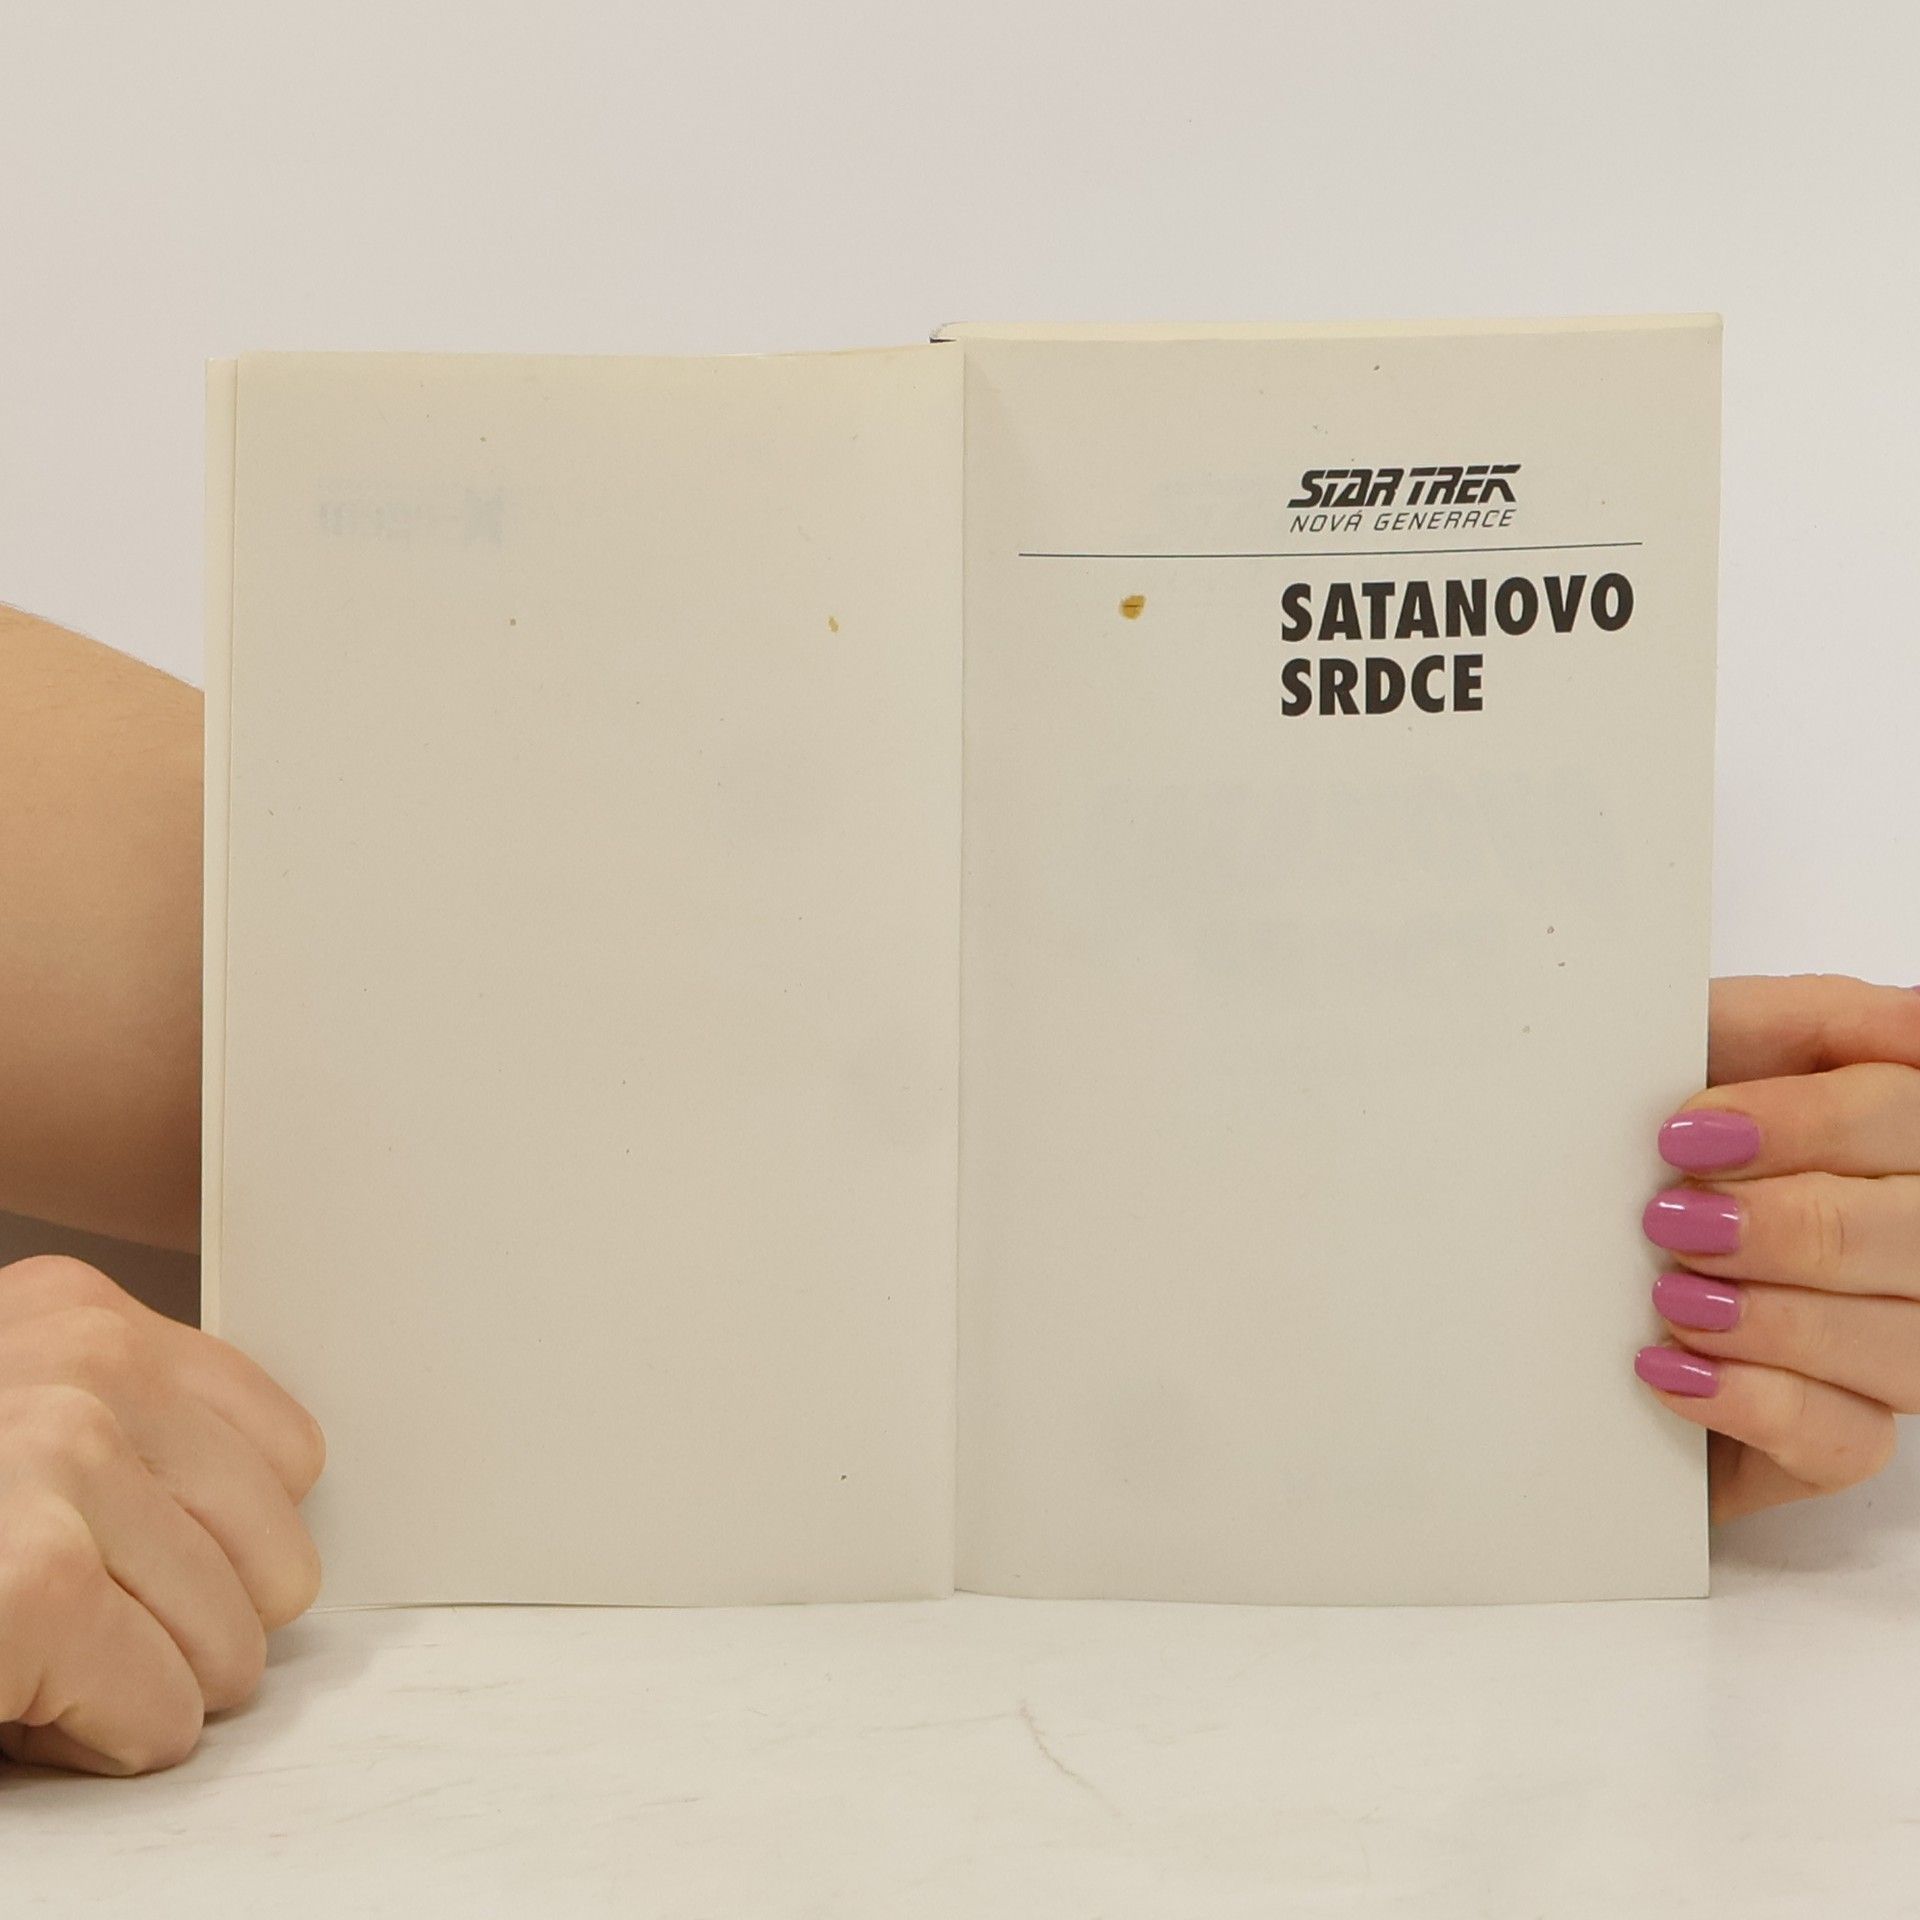 STAR TREK
NOVÁ GENERACE
SATANOVO
SRDCE